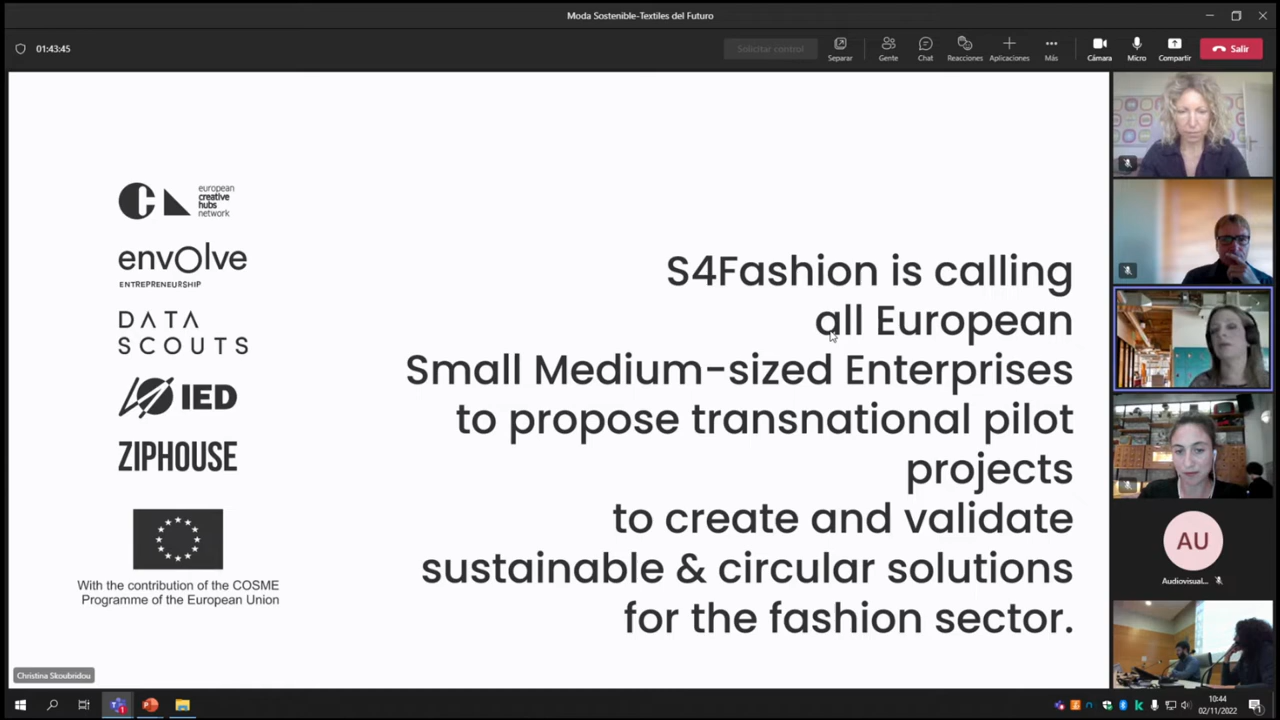 Moda Sostenible-Textiles del Futuro
01:43:45
Solicitar control
Separar
Gente
Chat
Reacciones
Aplicaciones
Más
Cámara
Micro
Compartir
Salir
european
creative
hubs
network
envolve
ENTREPRENEURSHIP
DATA
SCOUTS
IED
ZIPHOUSE
With the contribution of the COSME
Programme of the European Union
S4Fashion is calling
all European
Small Medium-sized Enterprises
to propose transnational pilot
projects
to create and validate
sustainable & circular solutions
for the fashion sector.
Christina Skoubridou
AU
Audiovisual...
10:44
02/11/2022